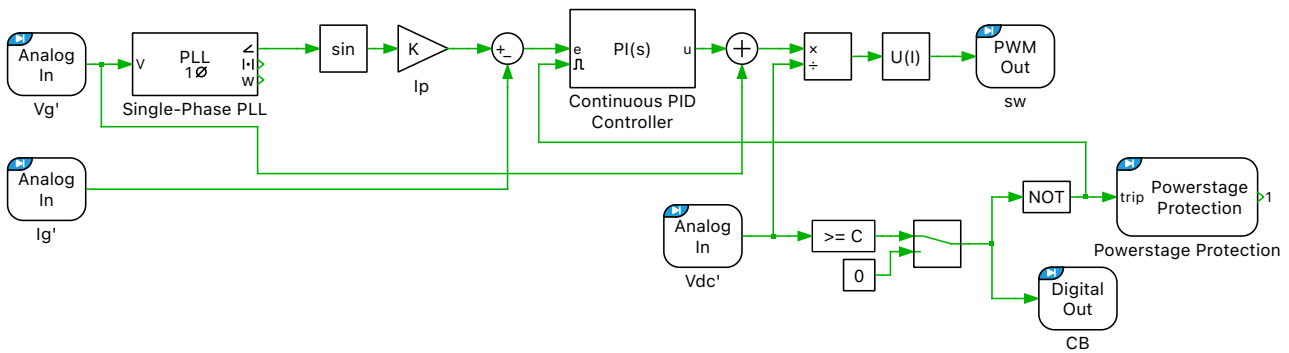 Analog
In
Vg'
V
PLL
1Ø
∠
|•|
w
Single-Phase PLL
sin
K
Ip
+
−
e
PI(s)
u
Continuous PID
Controller
+
×
÷
U(I)
PWM
Out
sw
Analog
In
Ig'
Analog
In
Vdc'
>= C
0
NOT
trip
Powerstage
Protection
1
Powerstage Protection
Digital
Out
CB